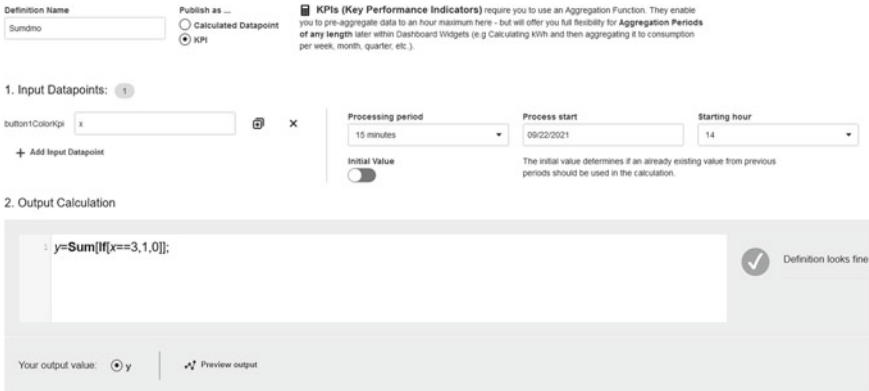 Definition Name
Sumdmo
Publish as ...
Calculated Datapoint
KPI
KPIs (Key Performance Indicators) require you to use an Aggregation Function. They enable
you to pre-aggregate data to an hour maximum here - but will offer you full flexibility for Aggregation Periods
of any length later within Dashboard Widgets (e.g Calculating kWh and then aggregating it to consumption
per week, month, quarter, etc.).
1. Input Datapoints: 1
button1ColorKpi x
+ Add Input Datapoint
Processing period
15 minutes
Process start
09/22/2021
Starting hour
14
Initial Value
The initial value determines if an already existing value from previous
periods should be used in the calculation.
2. Output Calculation
1 y=Sum[If[x==3,1,0]];
Definition looks fine
Your output value: y
Preview output